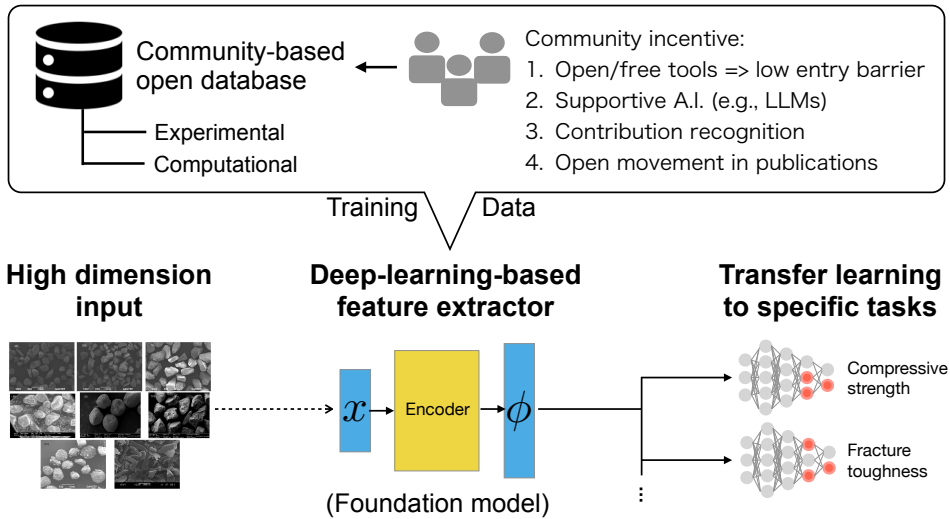 Community-based
open database
Experimental
Computational
Community incentive:
1. Open/free tools => low entry barrier
2. Supportive A.I. (e.g., LLMs)
3. Contribution recognition
4. Open movement in publications
Training Data
High dimension
input
Deep-learning-based
feature extractor
Transfer learning
to specific tasks
x
Encoder
ϕ
(Foundation model)
Compressive
strength
Fracture
toughness
...